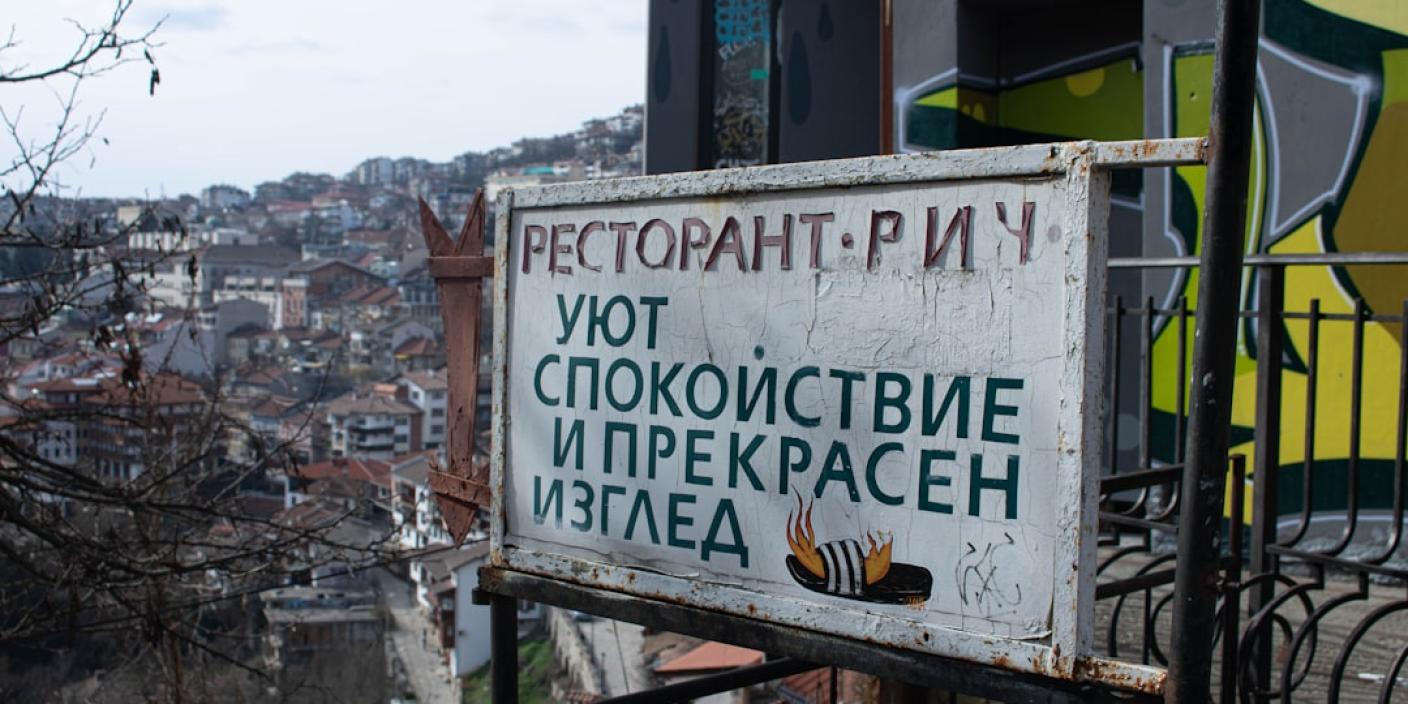 РЕСТОРАНТ·РИЧ
УЮТ
СПОКОЙСТВИЕ
И ПРЕКРАСЕН
ИЗГЛЕД